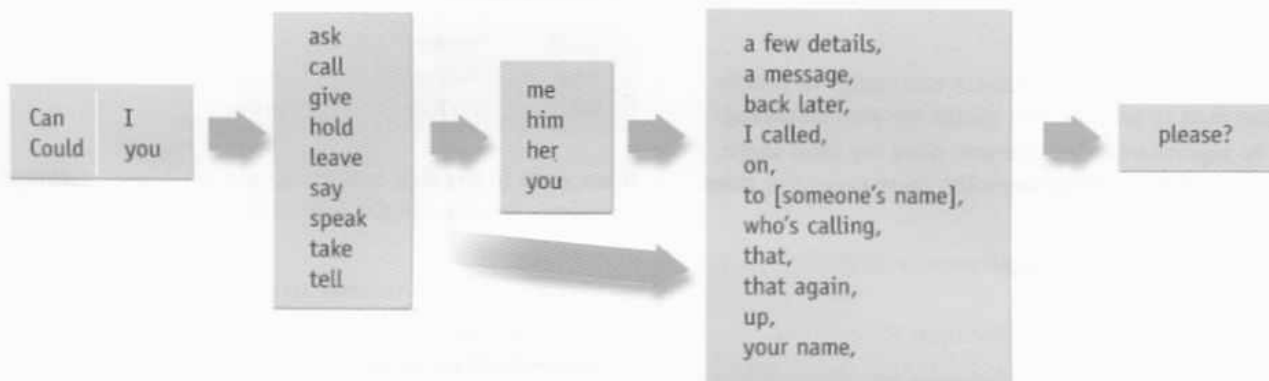 Can I
Could you
ask
call
give
hold
leave
say
speak
take
tell
me
him
her
you
a few details,
a message,
back later,
I called,
on,
to [someone's name],
who's calling,
that,
that again,
up,
your name,
please?